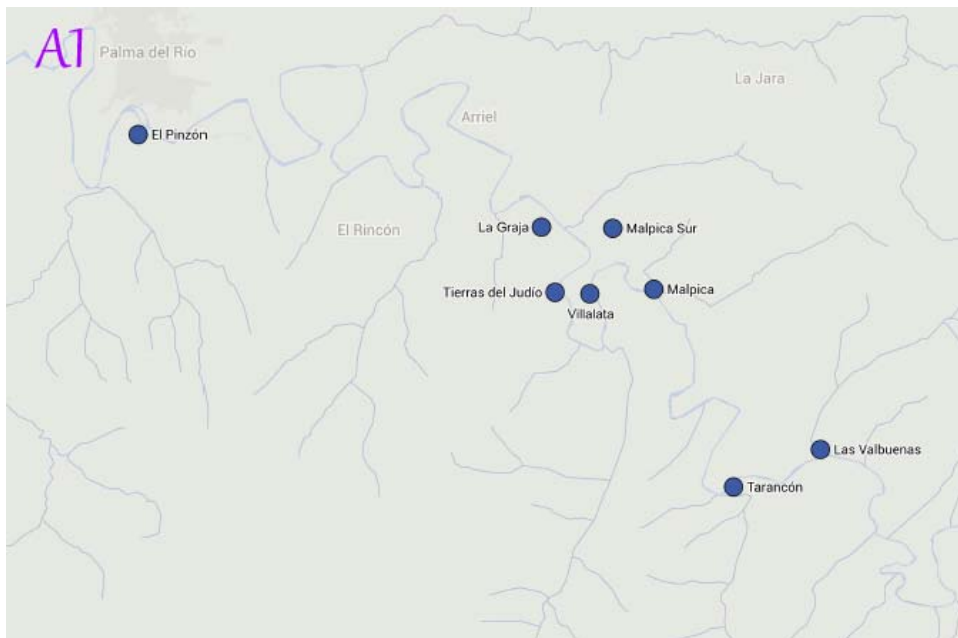 A1
Palma del Río
La Jara
Arriel
El Pinzón
La Graja
Malpica Sur
El Rincón
Tierras del Judío
Malpica
Villalata
Las Valbuenas
Tarancón